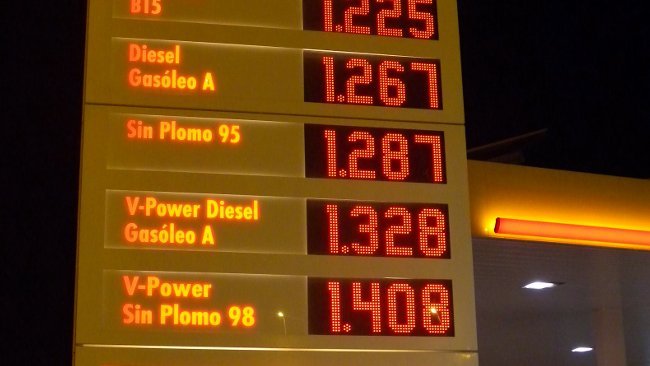 B15
1.225
Diesel
Gasóleo A
1.267
Sin Plomo 95
1.287
V-Power Diesel
Gasóleo A
1.328
V-Power
Sin Plomo 98
1.408